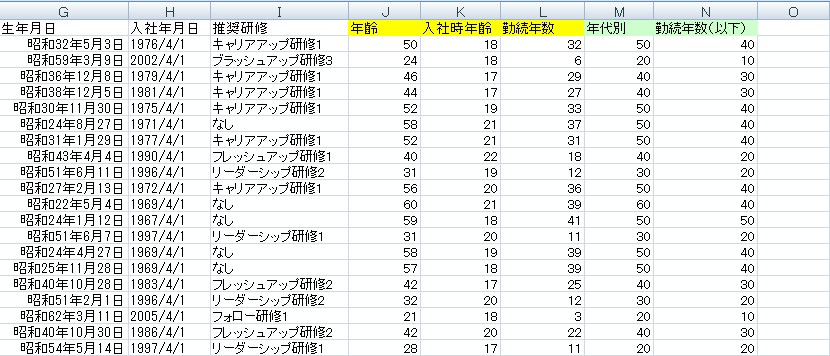 G H I J K L M N O
生年月日 入社年月日 推奨研修 年齢 入社時年齢 勤続年数 年代別 勤続年数(以下)
昭和32年5月3日 1976/4/1 キャリアアップ研修1 50 18 32 50 40
昭和59年3月9日 2002/4/1 ブラッシュアップ研修3 24 18 6 20 10
昭和36年12月8日 1979/4/1 キャリアアップ研修1 46 17 29 40 30
昭和38年12月5日 1981/4/1 キャリアアップ研修1 44 17 27 40 30
昭和30年11月30日 1975/4/1 キャリアアップ研修1 52 19 33 50 40
昭和24年8月27日 1971/4/1 なし 58 21 37 50 40
昭和31年1月29日 1977/4/1 キャリアアップ研修1 52 21 31 50 40
昭和43年4月4日 1990/4/1 フレッシュアップ研修1 40 22 18 40 20
昭和51年6月11日 1996/4/1 リーダーシップ研修2 31 19 12 30 20
昭和27年2月13日 1972/4/1 キャリアアップ研修1 56 20 36 50 40
昭和22年5月4日 1969/4/1 なし 60 21 39 60 40
昭和24年1月12日 1967/4/1 なし 59 18 41 50 50
昭和51年6月7日 1997/4/1 リーダーシップ研修1 31 20 11 30 20
昭和24年4月27日 1969/4/1 なし 58 19 39 50 40
昭和25年11月28日 1969/4/1 なし 57 18 39 50 40
昭和40年10月28日 1983/4/1 フレッシュアップ研修2 42 17 25 40 30
昭和51年2月1日 1996/4/1 リーダーシップ研修2 32 20 12 30 20
昭和62年3月11日 2005/4/1 フォロー研修1 21 18 3 20 10
昭和40年10月30日 1986/4/1 フレッシュアップ研修2 42 20 22 40 30
昭和54年5月14日 1997/4/1 リーダーシップ研修1 28 17 11 20 20